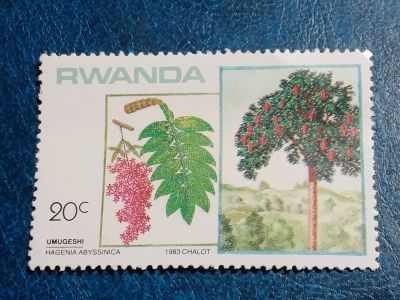 RWANDA
20c
UMUGESHI
HAGENIA ABYSSINICA
1983 CHALOT